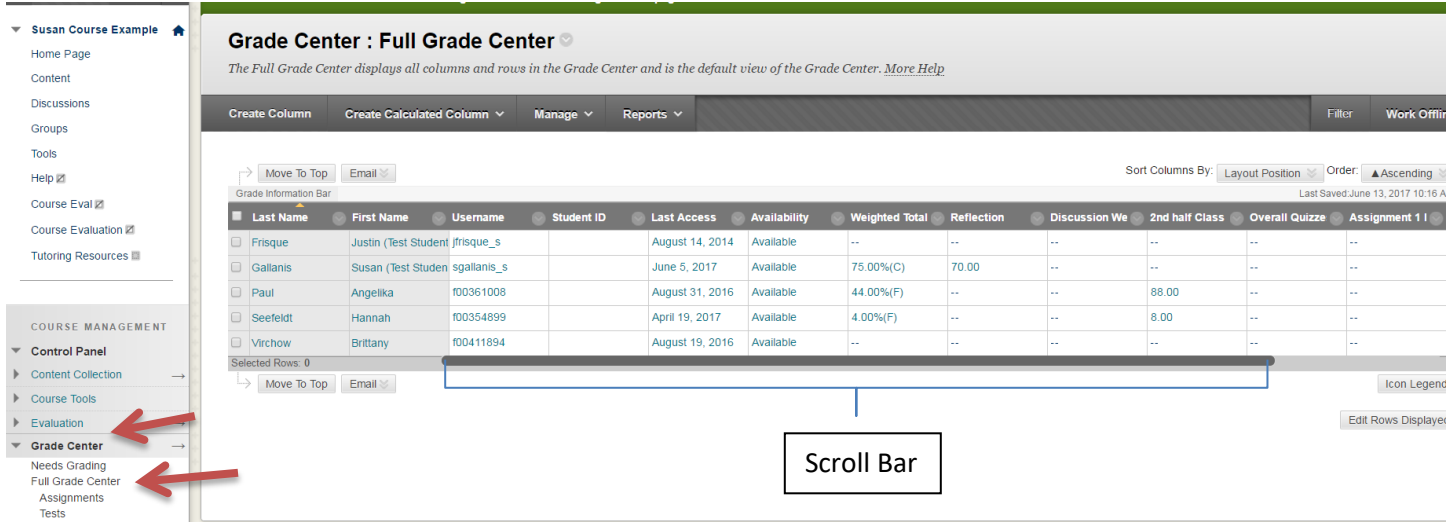 Susan Course Example
Home Page
Content
Discussions
Groups
Tools
Help
Course Eval
Course Evaluation
Tutoring Resources
COURSE MANAGEMENT
Control Panel
Content Collection →
Course Tools
Evaluation →
Grade Center →
Needs Grading
Full Grade Center
Assignments
Tests
Grade Center : Full Grade Center
The Full Grade Center displays all columns and rows in the Grade Center and is the default view of the Grade Center. More Help
Create Column Create Calculated Column Manage Reports Filter Work Offlin
Move To Top Email Sort Columns By: Layout Position Order: ▲Ascending
Grade Information Bar Last Saved:June 13, 2017 10:16 A
Last Name First Name Username Student ID Last Access Availability Weighted Total Reflection Discussion We 2nd half Class Overall Quizze Assignment 1 I
Frisque Justin (Test Student jfrisque_s August 14, 2014 Available -- -- -- -- -- --
Gallanis Susan (Test Studen sgallanis_s June 5, 2017 Available 75.00%(C) 70.00 -- -- -- --
Paul Angelika f00361008 August 31, 2016 Available 44.00%(F) -- -- 88.00 -- --
Seefeldt Hannah f00354899 April 19, 2017 Available 4.00%(F) -- -- 8.00 -- --
Virchow Brittany f00411894 August 19, 2016 Available -- -- -- -- -- --
Selected Rows: 0
Move To Top Email Icon Legend
Edit Rows Displayed
Scroll Bar